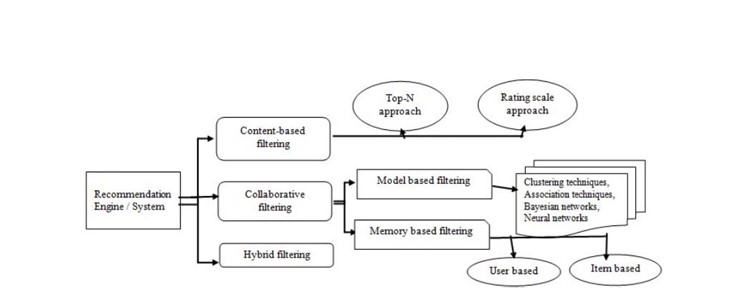 Top-N
approach
Rating scale
approach
Content-based
filtering
Recommendation
Engine / System
Collaborative
filtering
Model based filtering
Clustering techniques,
Association techniques,
Bayesian networks,
Neural networks
Memory based filtering
Hybrid filtering
User based
Item based